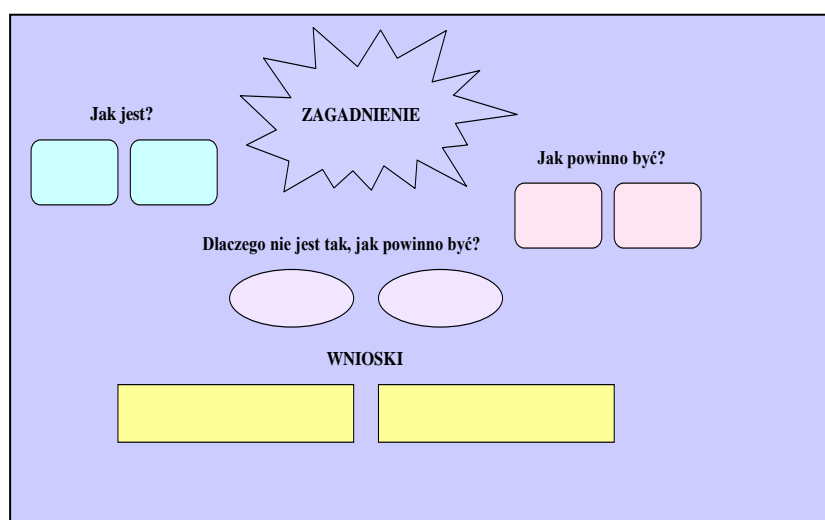 ZAGADNIENIE
Jak jest?
Jak powinno być?
Dlaczego nie jest tak, jak powinno być?
WNIOSKI